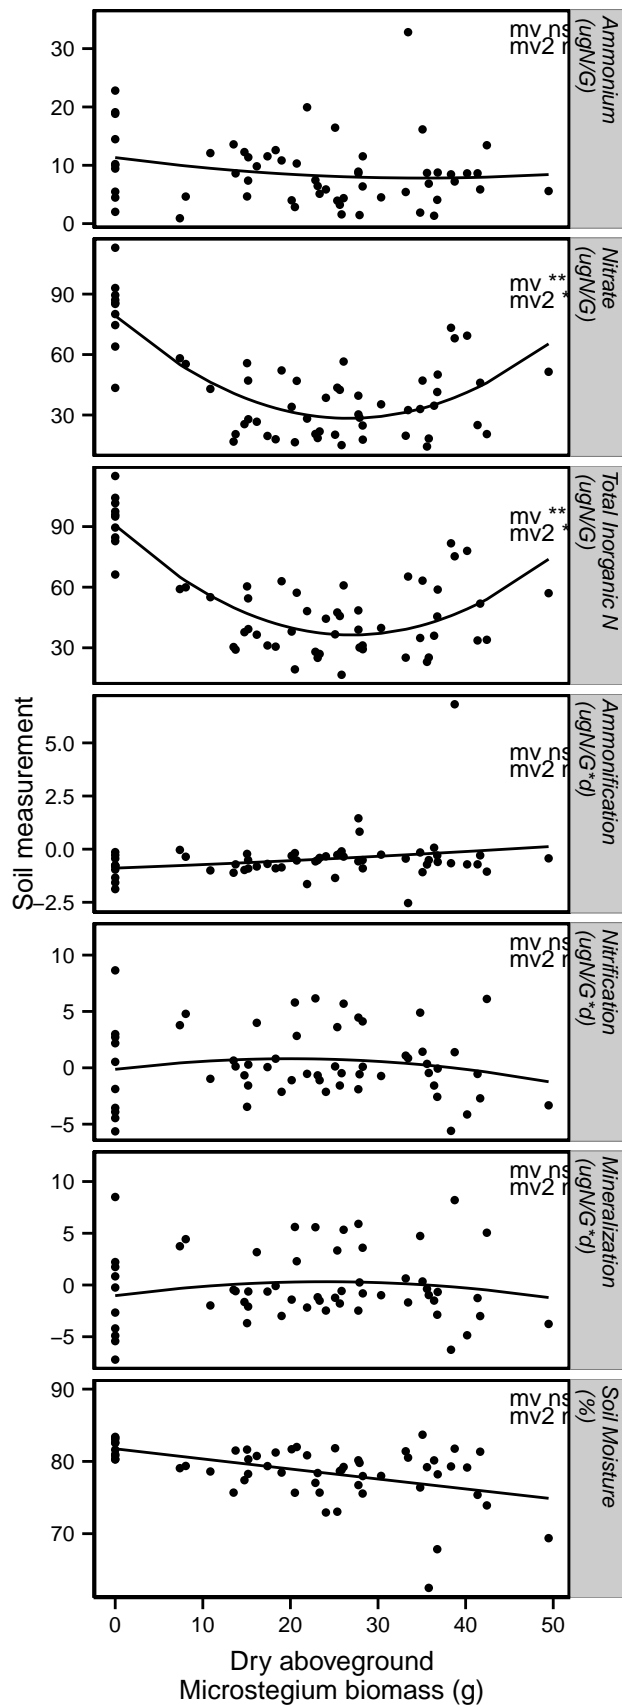 Soil measurement
30
20
10
0
mv ns
mv2 n
Ammonium
(ugN/G)
90
60
30
mv **
mv2 *
Nitrate
(ugN/G)
90
60
30
mv **
mv2 *
Total Inorganic N
(ugN/G)
5.0
2.5
0.0
−2.5
mv ns
mv2 n
Ammonification
(ugN/G*d)
10
5
0
−5
mv ns
mv2 n
Nitrification
(ugN/G*d)
10
5
0
−5
mv ns
mv2 n
Mineralization
(ugN/G*d)
90
80
70
mv ns
mv2 n
Soil Moisture
(%)
0 10 20 30 40 50
Dry aboveground
Microstegium biomass (g)